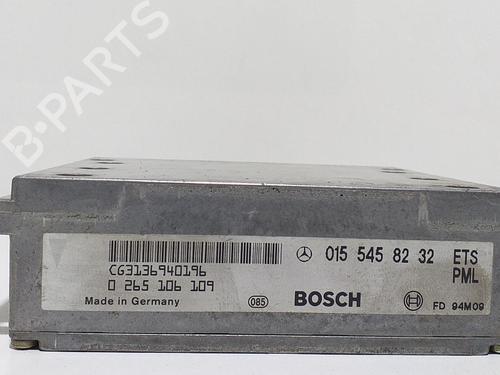 B-PARTS
015 545 82 32 ETS
PML
CG3136940196
0 265 106 109
Made in Germany
085
BOSCH
FD 94M09